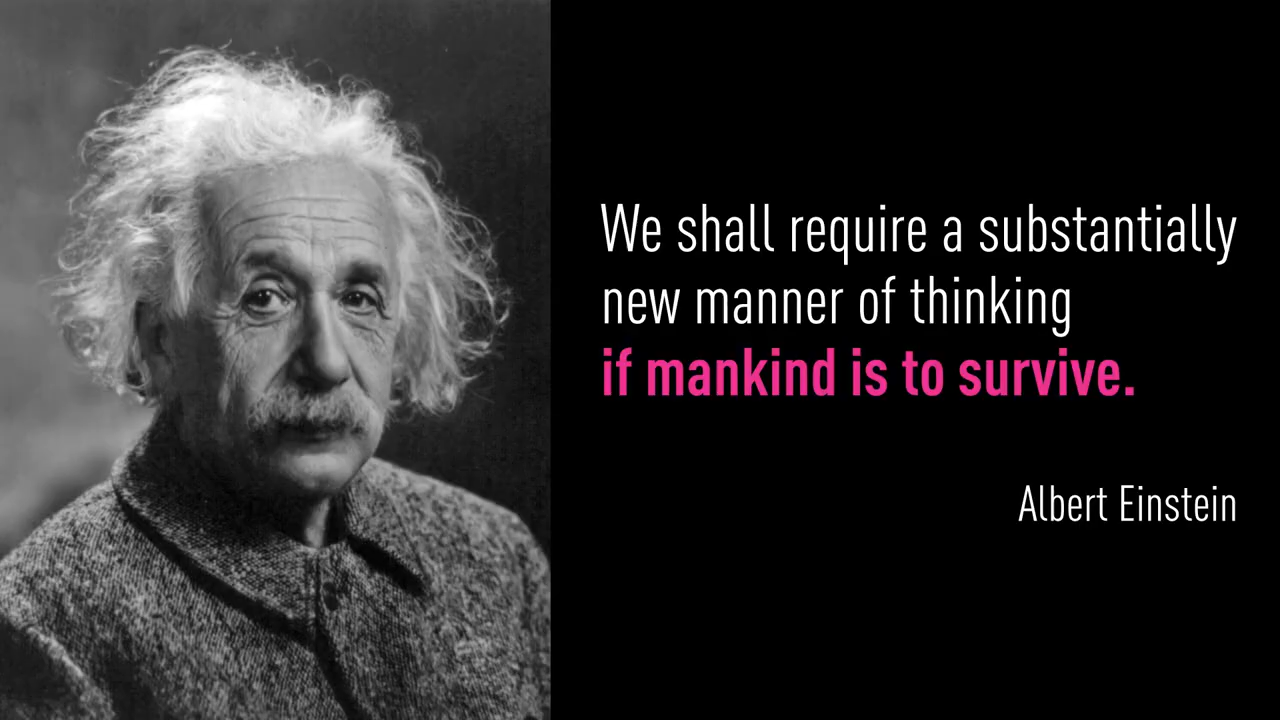 We shall require a substantially
new manner of thinking
if mankind is to survive.
Albert Einstein